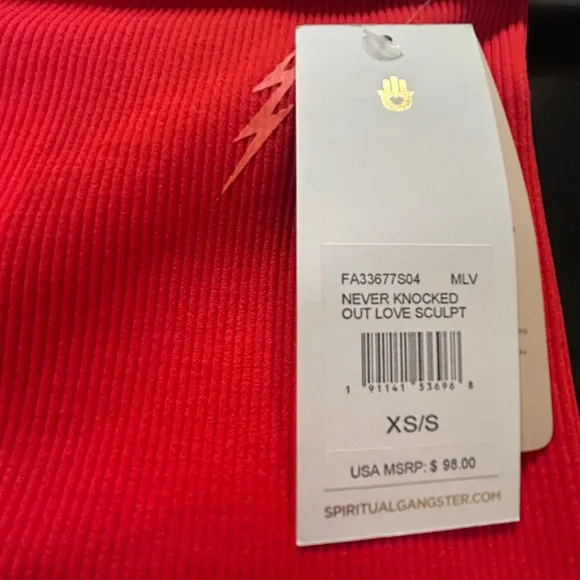 FA33677S04 MLV
NEVER KNOCKED
OUT LOVE SCULPT
1 91141 53696 8
XS/S
USA MSRP: $ 98.00
SPIRITUALGANGSTER.COM